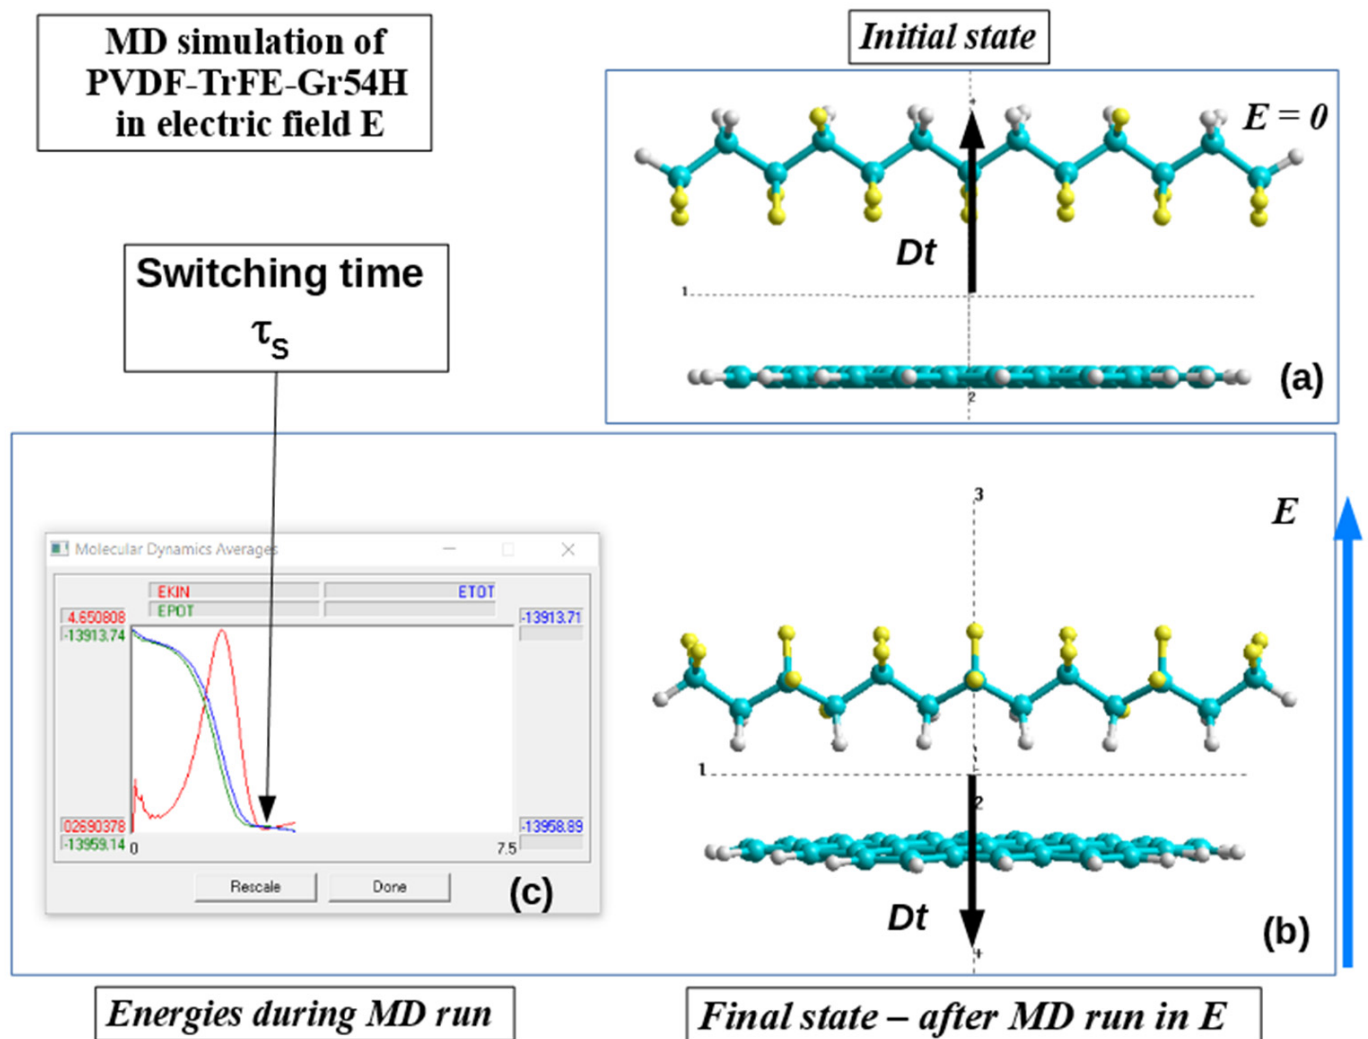 MD simulation of
PVDF-TrFE-Gr54H
in electric field E
Initial state
E = 0
Dt
1
2
(a)
Switching time
τS
3
E
Molecular Dynamics Averages
EKIN
ETOT
EPOT
4.650808
-13913.71
-13913.74
02690378
-13958.89
-13959.14
0
7.5
Rescale
Done
(c)
1
2
Dt
(b)
Energies during MD run
Final state – after MD run in E